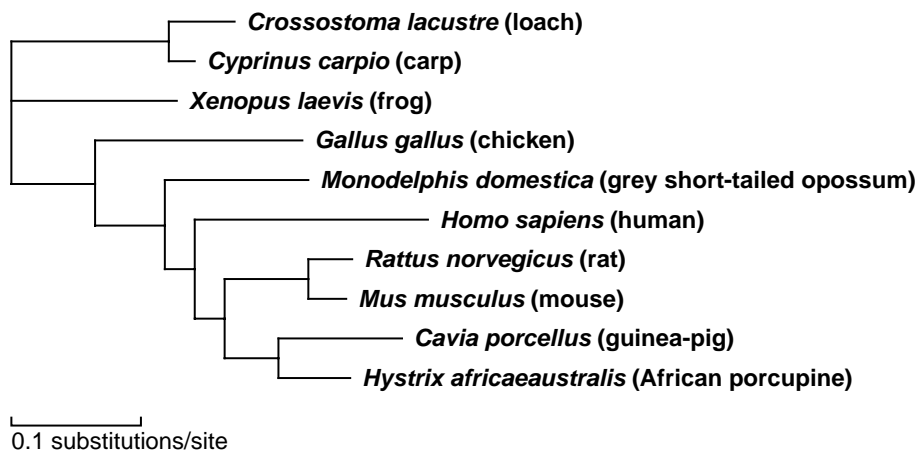 Crossostoma lacustre (loach)
Cyprinus carpio (carp)
Xenopus laevis (frog)
Gallus gallus (chicken)
Monodelphis domestica (grey short-tailed opossum)
Homo sapiens (human)
Rattus norvegicus (rat)
Mus musculus (mouse)
Cavia porcellus (guinea-pig)
Hystrix africaeaustralis (African porcupine)
0.1 substitutions/site